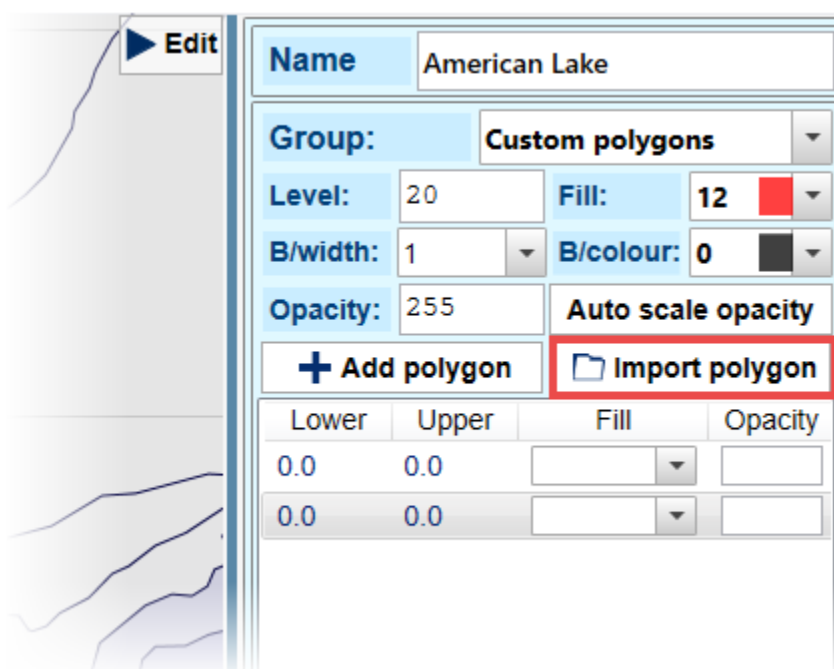 Edit
Name American Lake
Group: Custom polygons
Level: 20 Fill: 12
B/width: 1 B/colour: 0
Opacity: 255 Auto scale opacity
Add polygon Import polygon
Lower Upper Fill Opacity
0.0 0.0
0.0 0.0